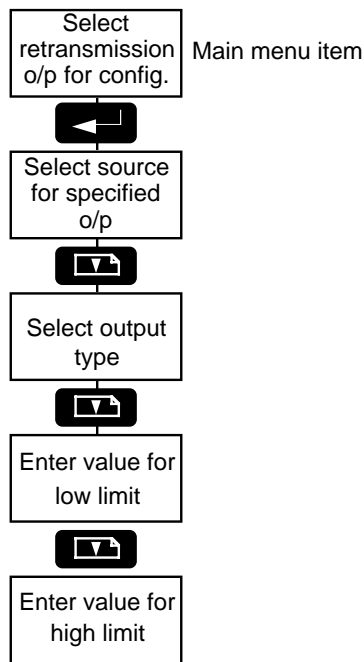 Select
retransmission
o/p for config.
Main menu item
Select source
for specified
o/p
Select output
type
Enter value for
low limit
Enter value for
high limit